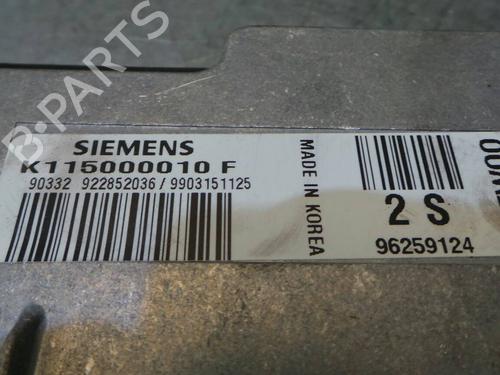 B-PARTS
SIEMENS
K115000010 F
90332 922852036 / 9903151125
MADE IN KOREA
2 S
96259124